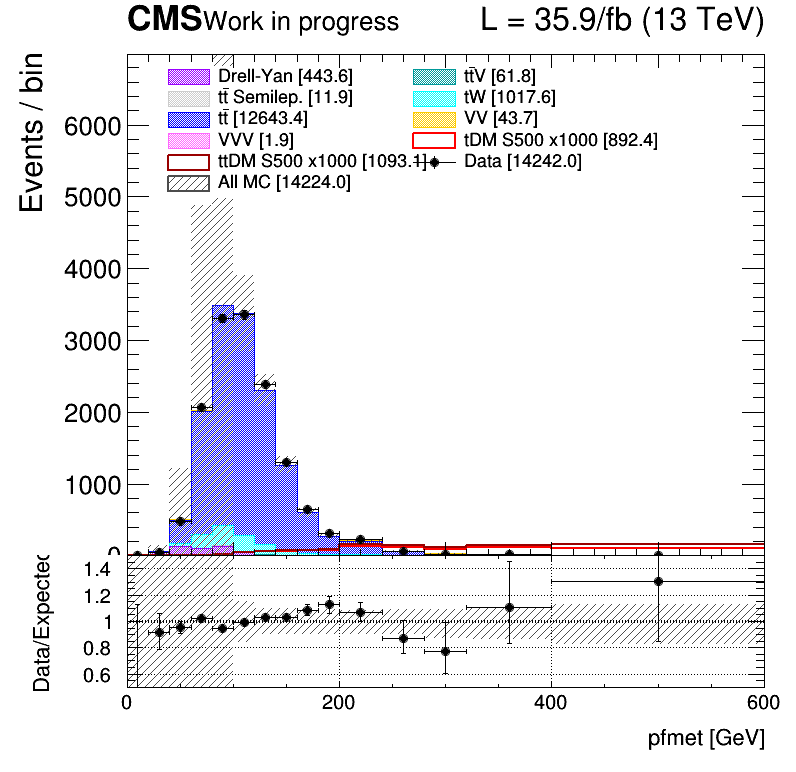 CMS Work in progress L = 35.9/fb (13 TeV)
Events / bin
Drell-Yan [443.6]
tt̄V [61.8]
tt̄ Semilep. [11.9]
tW [1017.6]
tt̄ [12643.4]
VV [43.7]
VVV [1.9]
tDM S500 x1000 [892.4]
ttDM S500 x1000 [1093.1]
Data [14242.0]
All MC [14224.0]
6000
5000
4000
3000
2000
1000
0
Data/Expected
1.4
1.2
1
0.8
0.6
0 200 400 600
pfmet [GeV]